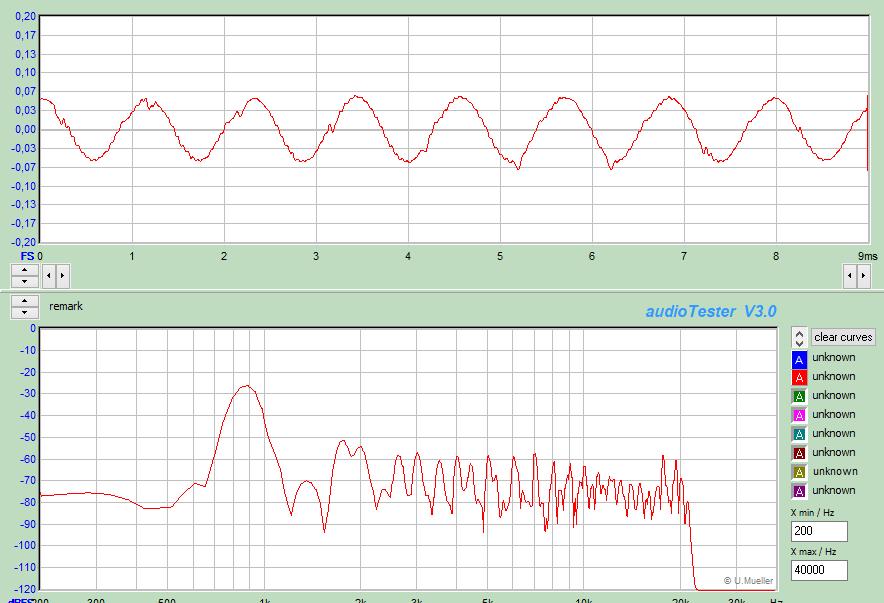 0,20
0,17
0,13
0,10
0,07
0,03
0,00
-0,03
-0,07
-0,10
-0,13
-0,17
-0,20
FS 0 1 2 3 4 5 6 7 8 9ms
remark
audioTester V3.0
0
-10
-20
-30
-40
-50
-60
-70
-80
-90
-100
-110
-120
clear curves
A unknown
A unknown
A unknown
A unknown
A unknown
A unknown
A unknown
A unknown
X min / Hz
200
X max / Hz
40000
© U.Mueller
200 300 500 1k 2k 3k 5k 10k 20k 30k Hz